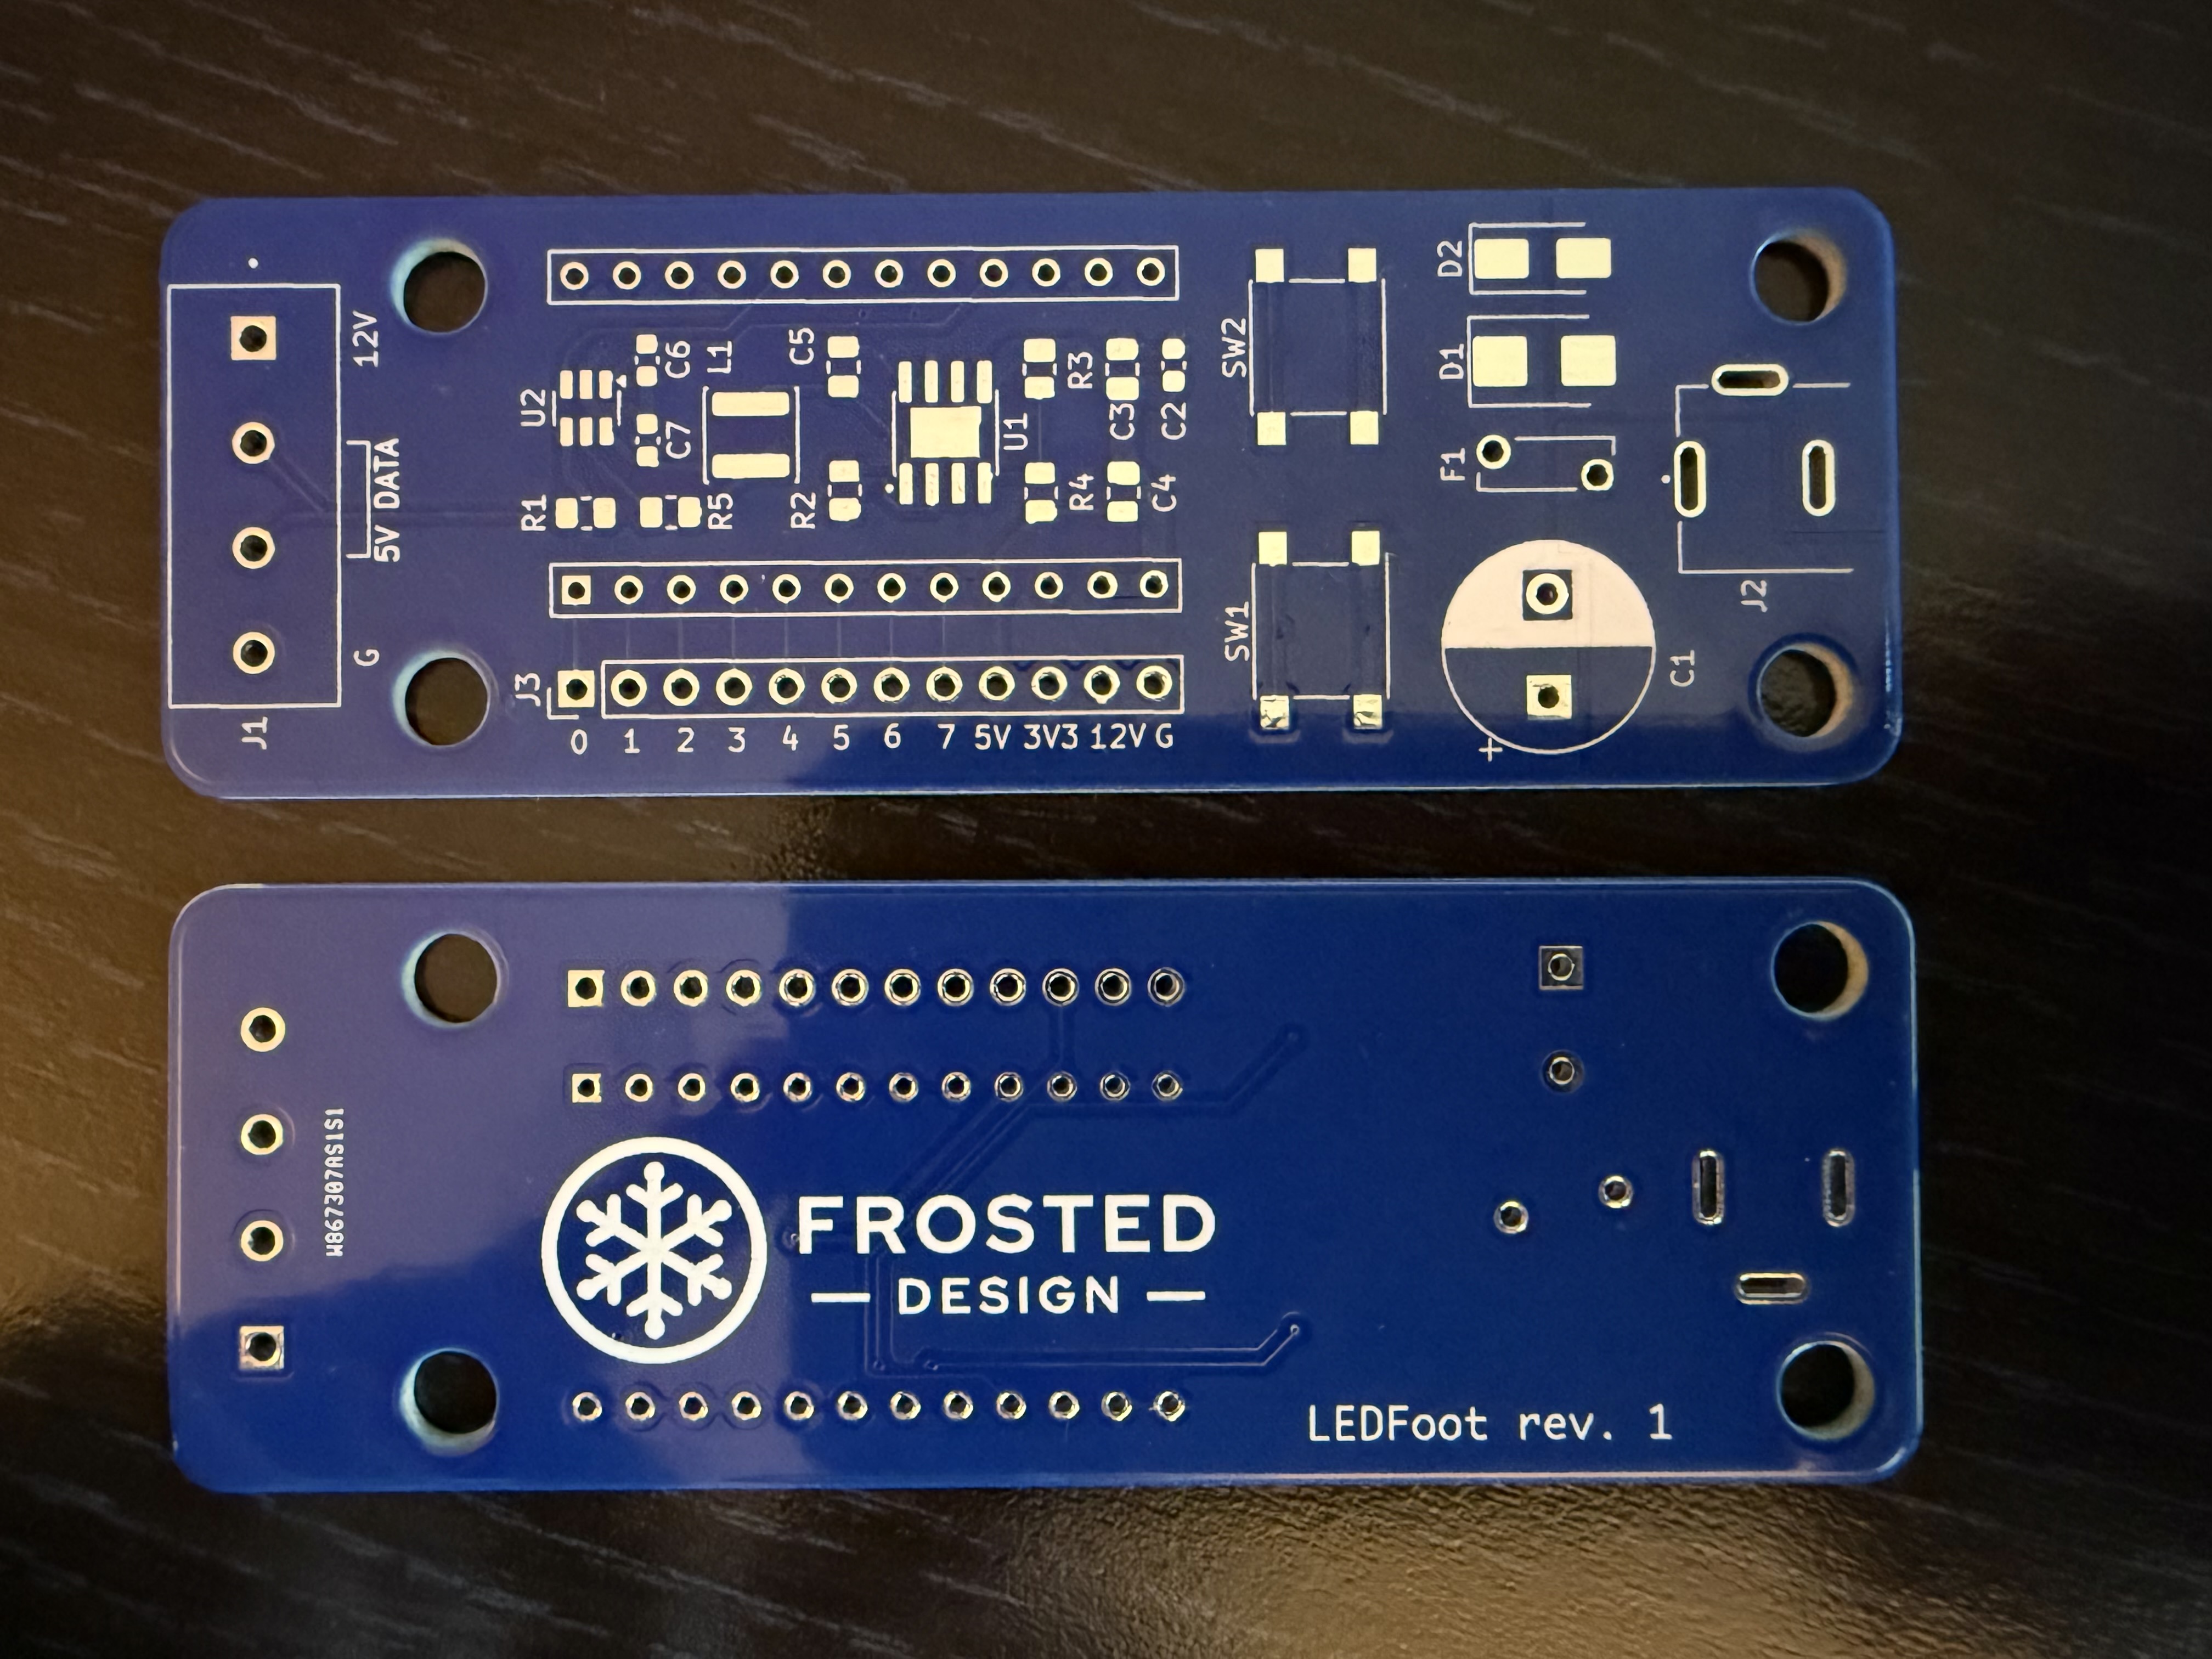 D2
12V
C6
L1
C5
SW2
D1
U2
R3
C3
C2
C7
U1
5V DATA
F1
R1
R5
R2
R4
C4
J2
SW1
G
C1
J3
J1
0 1 2 3 4 5 6 7 5V 3V3 12V G
+
W867307AS1S1
FROSTED
DESIGN
LEDFoot rev. 1